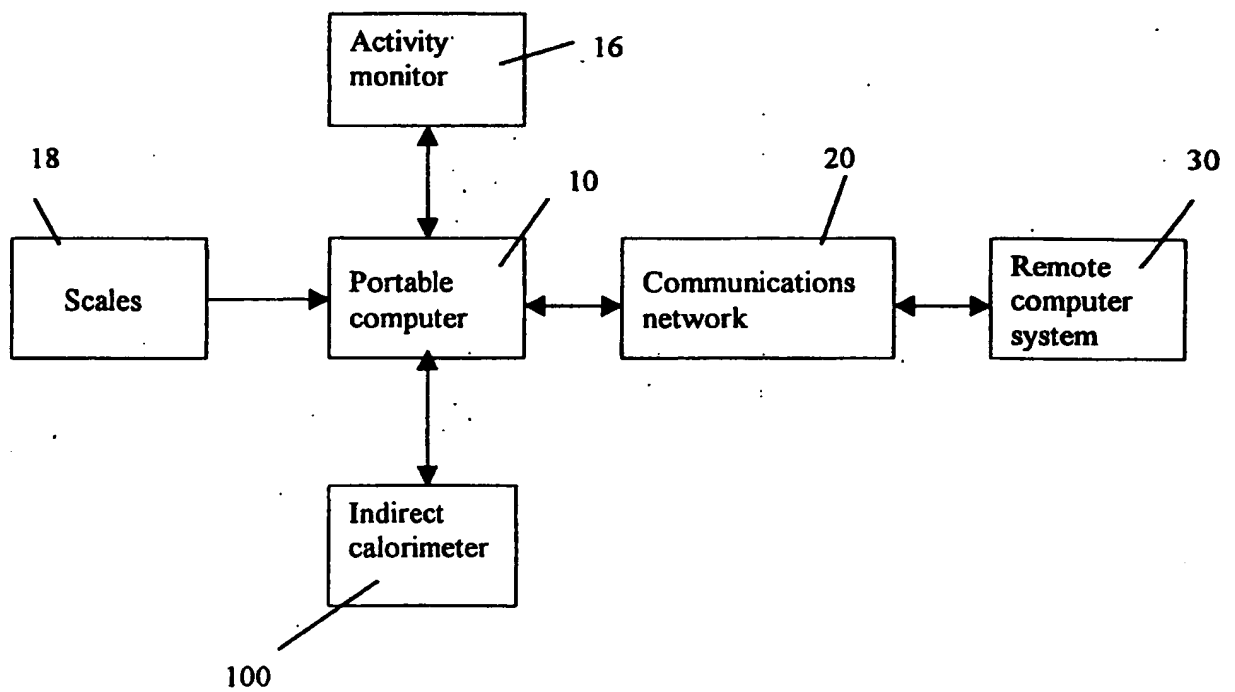 Activity
monitor
16
18
10
20
30
Scales
Portable
computer
Communications
network
Remote
computer
system
Indirect
calorimeter
100